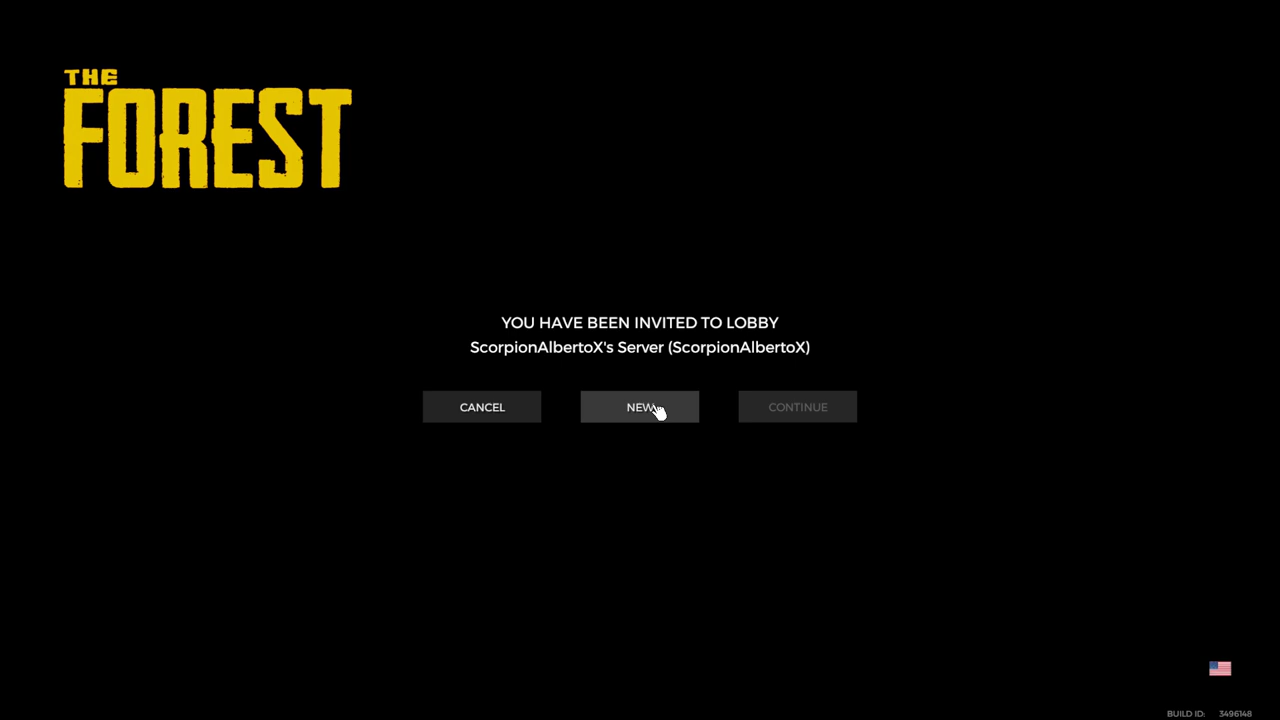 THE
FOREST
YOU HAVE BEEN INVITED TO LOBBY
ScorpionAlbertoX's Server (ScorpionAlbertoX)
CANCEL NEW CONTINUE
BUILD ID: 3496148